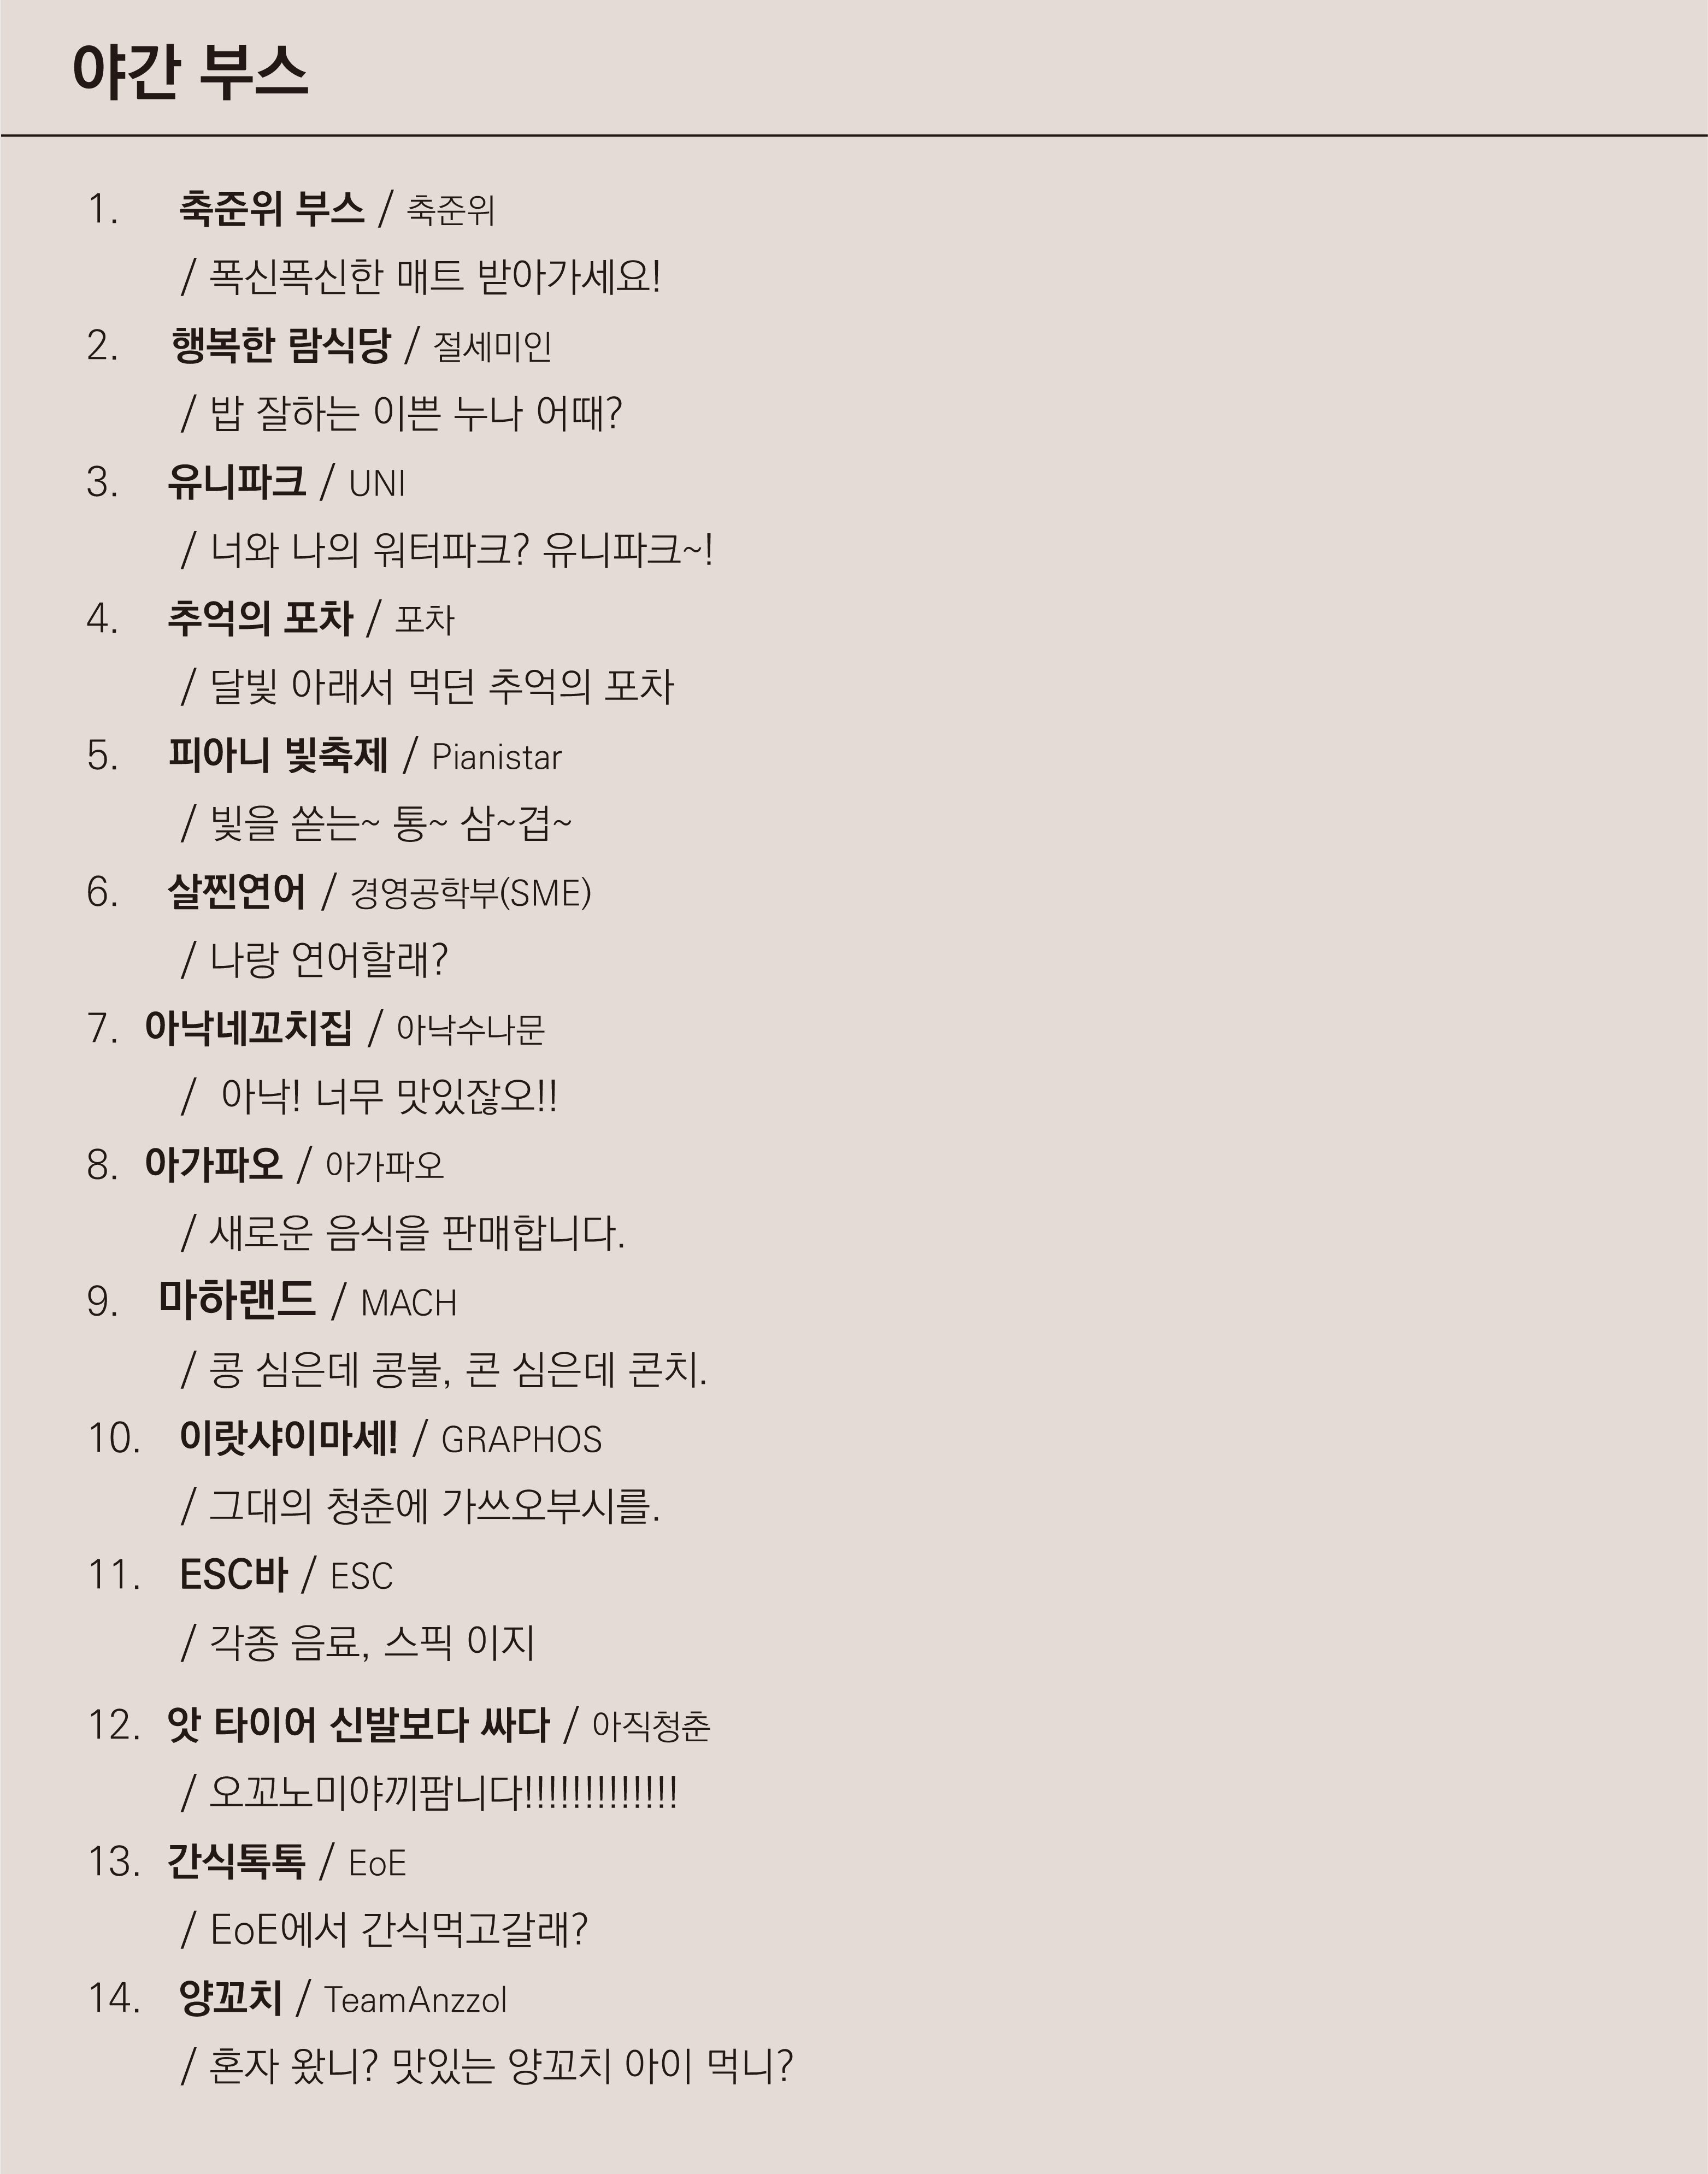 야간 부스
1. 축준위 부스 / 축준위
/ 폭신폭신한 매트 받아가세요!
2. 행복한 람식당 / 절세미인
/ 밥 잘하는 이쁜 누나 어때?
3. 유니파크 / UNI
/ 너와 나의 워터파크? 유니파크~!
4. 추억의 포차 / 포차
/ 달빛 아래서 먹던 추억의 포차
5. 피아니 빛축제 / Pianistar
/ 빛을 쏟는~ 통~ 삼~겹~
6. 살찐연어 / 경영공학부(SME)
/ 나랑 연어할래?
7. 아낙네꼬치집 / 아낙수나문
/ 아낙! 너무 맛있잖오!!
8. 아가파오 / 아가파오
/ 새로운 음식을 판매합니다.
9. 마하랜드 / MACH
/ 콩 심은데 콩불, 콘 심은데 콘치.
10. 이랏샤이마세! / GRAPHOS
/ 그대의 청춘에 가쓰오부시를.
11. ESC바 / ESC
/ 각종 음료, 스픽 이지
12. 앗 타이어 신발보다 싸다 / 아직청춘
/ 오꼬노미야끼팜니다!!!!!!!!!!!!!
13. 간식톡톡 / EoE
/ EoE에서 간식먹고갈래?
14. 양꼬치 / TeamAnzzol
/ 혼자 왔니? 맛있는 양꼬치 아이 먹니?